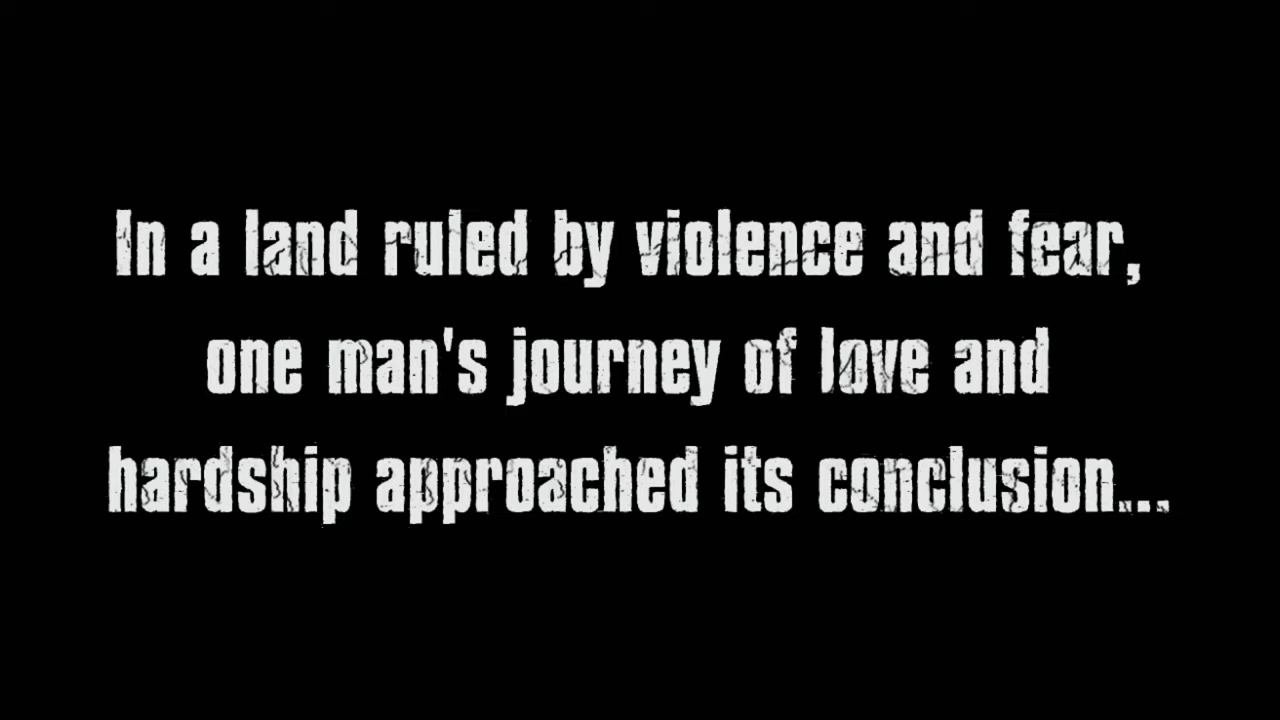 In a land ruled by violence and fear,
one man's journey of love and
hardship approached its conclusion...